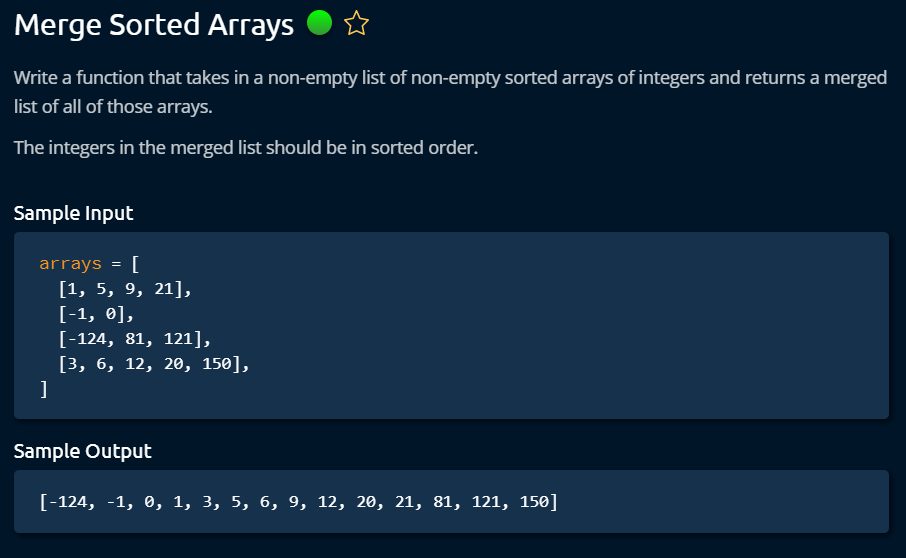 Merge Sorted Arrays
Write a function that takes in a non-empty list of non-empty sorted arrays of integers and returns a merged
list of all of those arrays.
The integers in the merged list should be in sorted order.
Sample Input
arrays = [
  [1, 5, 9, 21],
  [-1, 0],
  [-124, 81, 121],
  [3, 6, 12, 20, 150],
]
Sample Output
[-124, -1, 0, 1, 3, 5, 6, 9, 12, 20, 21, 81, 121, 150]